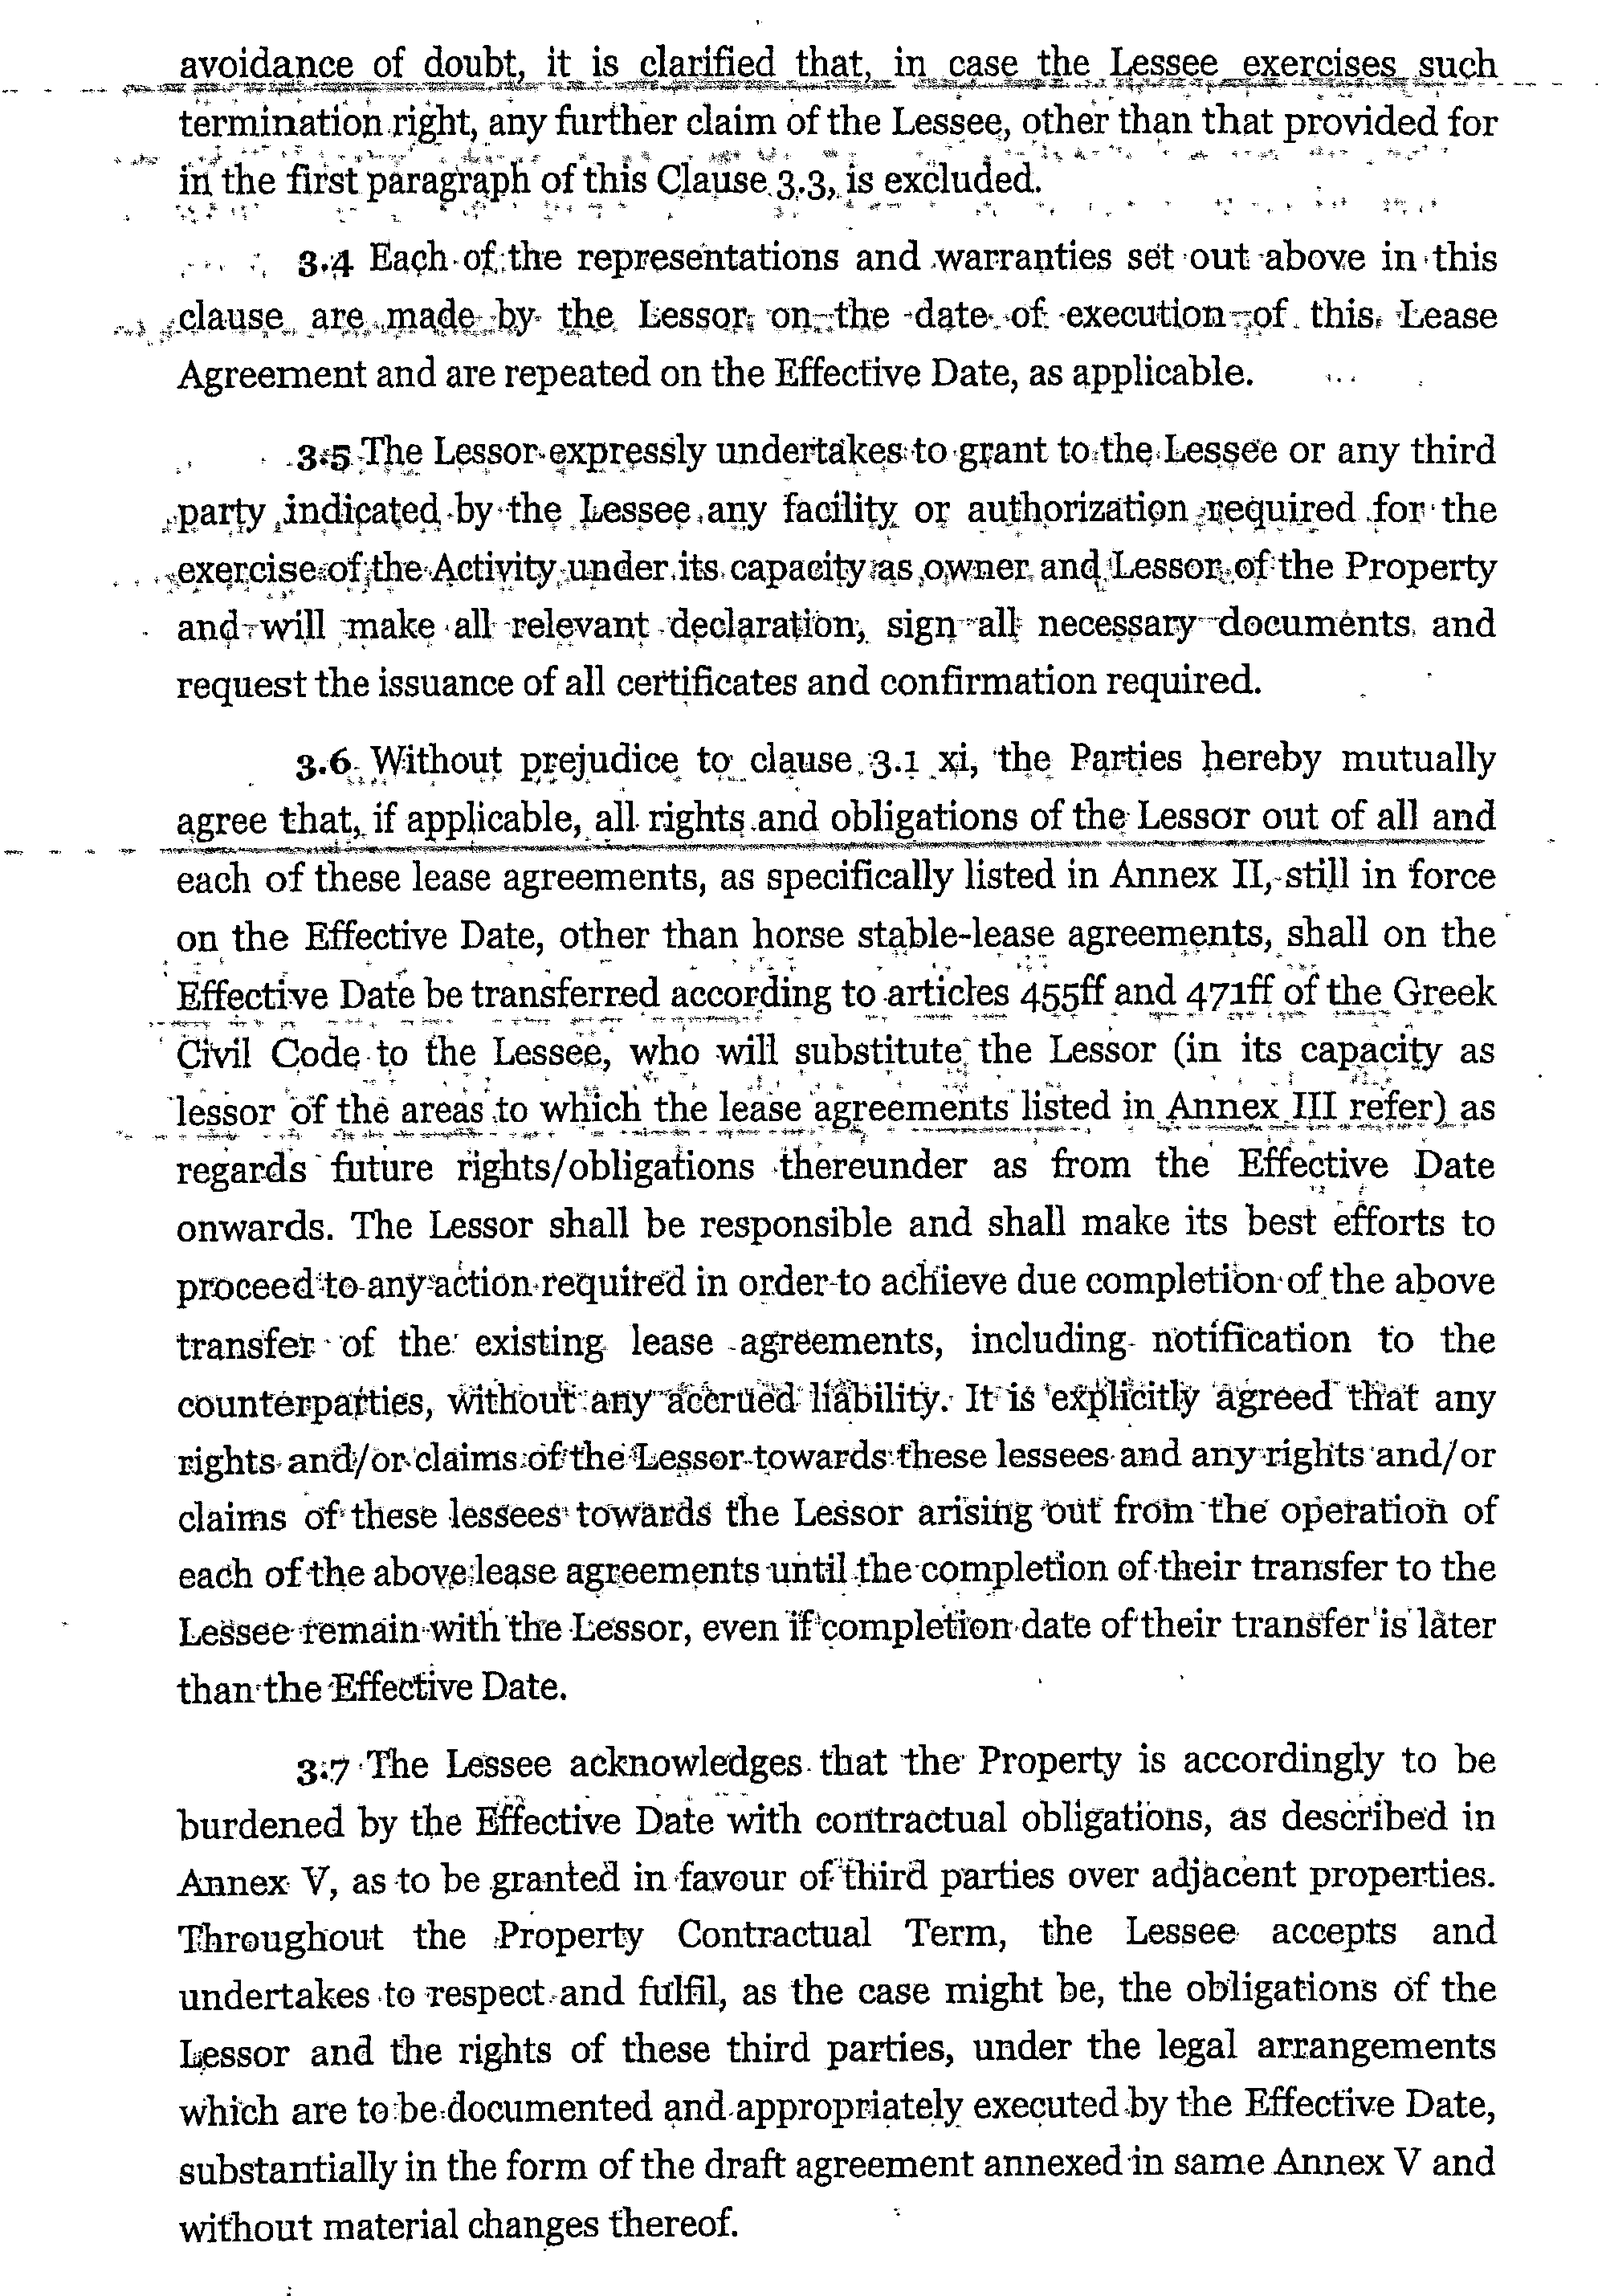 avoidance of doubt, it is clarified that, in case the Lessee exercises such
termination right, any further claim of the Lessee, other than that provided for
in the first paragraph of this Clause 3.3, is excluded.
3.4 Each of the representations and warranties set out above in this
clause are made by the Lessor on the date of execution of this Lease
Agreement and are repeated on the Effective Date, as applicable.
3.5 The Lessor expressly undertakes to grant to the Lessee or any third
party indicated by the Lessee any facility or authorization required for the
exercise of the Activity under its capacity as owner and Lessor of the Property
and will make all relevant declaration, sign all necessary documents and
request the issuance of all certificates and confirmation required.
3.6 Without prejudice to clause 3.1 xi, the Parties hereby mutually
agree that, if applicable, all rights and obligations of the Lessor out of all and
each of these lease agreements, as specifically listed in Annex II, still in force
on the Effective Date, other than horse stable lease agreements, shall on the
Effective Date be transferred according to articles 455ff and 471ff of the Greek
Civil Code to the Lessee, who will substitute the Lessor (in its capacity as
lessor of the areas to which the lease agreements listed in Annex III refer) as
regards future rights/obligations thereunder as from the Effective Date
onwards. The Lessor shall be responsible and shall make its best efforts to
proceed to any action required in order to achieve due completion of the above
transfer of the existing lease agreements, including notification to the
counterparties, without any accrued liability. It is explicitly agreed that any
rights and/or claims of the Lessor towards these lessees and any rights and/or
claims of these lessees towards the Lessor arising out from the operation of
each of the above lease agreements until the completion of their transfer to the
Lessee remain with the Lessor, even if completion date of their transfer is later
than the Effective Date.
3.7 The Lessee acknowledges that the Property is accordingly to be
burdened by the Effective Date with contractual obligations, as described in
Annex V, as to be granted in favour of third parties over adjacent properties.
Throughout the Property Contractual Term, the Lessee accepts and
undertakes to respect and fulfil, as the case might be, the obligations of the
Lessor and the rights of these third parties, under the legal arrangements
which are to be documented and appropriately executed by the Effective Date,
substantially in the form of the draft agreement annexed in same Annex V and
without material changes thereof.